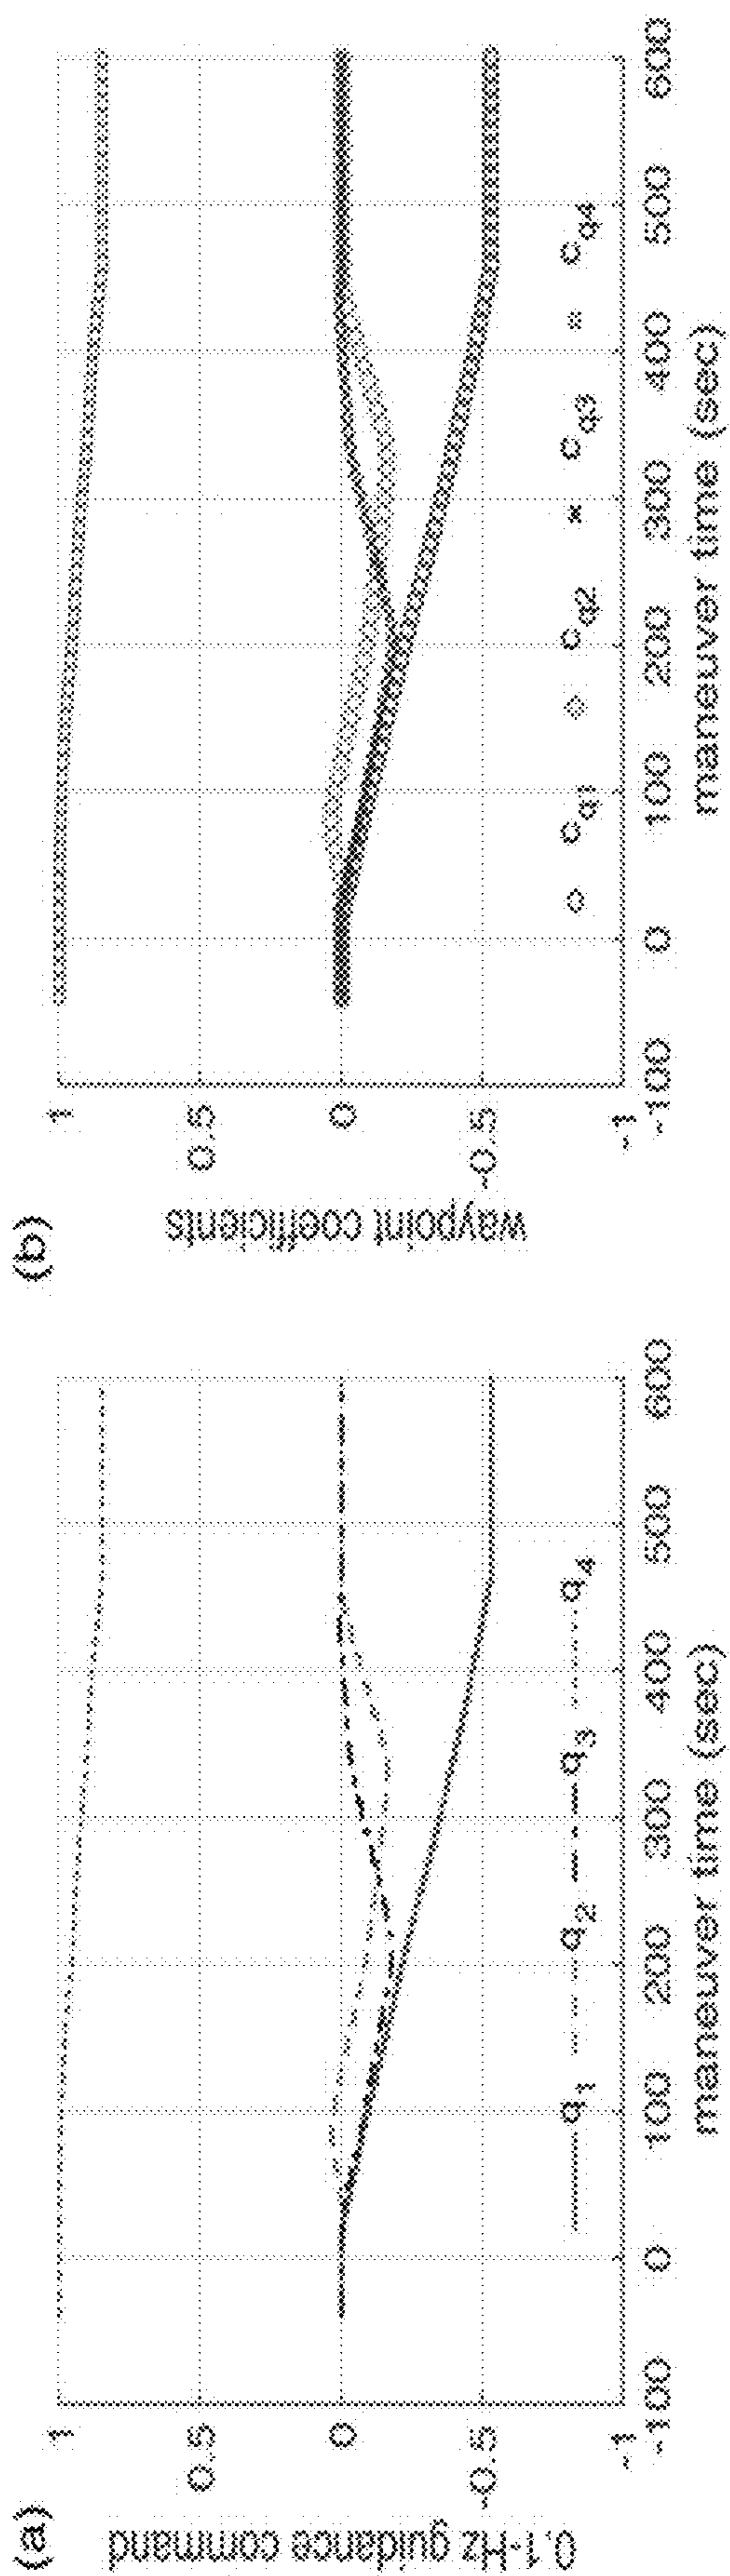 (a)
0.1-Hz guidance command
1
0.5
0
-0.5
-1
-100 0 100 200 300 400 500 600
maneuver time (sec)
q1 q2 q3 q4
(b)
waypoint coefficients
1
0.5
0
-0.5
-1
-100 0 100 200 300 400 500 600
maneuver time (sec)
cq1 cq2 cq3 cq4